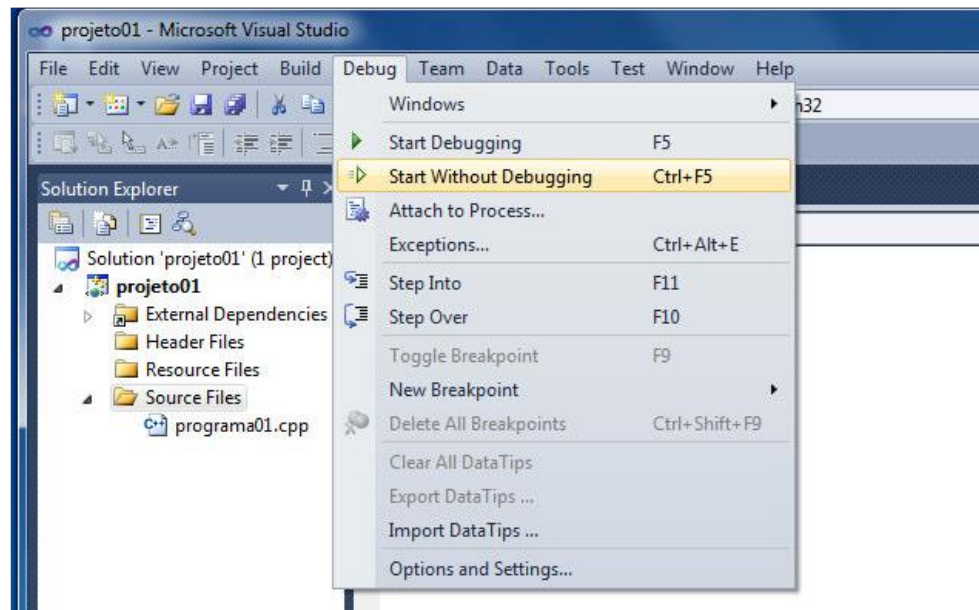 projeto01 - Microsoft Visual Studio
File Edit View Project Build Debug Team Data Tools Test Window Help
Windows
Start Debugging F5
Start Without Debugging Ctrl+F5
Attach to Process...
Exceptions... Ctrl+Alt+E
Step Into F11
Step Over F10
Toggle Breakpoint F9
New Breakpoint
Delete All Breakpoints Ctrl+Shift+F9
Clear All DataTips
Export DataTips ...
Import DataTips ...
Options and Settings...
Solution Explorer
Solution 'projeto01' (1 project)
projeto01
External Dependencies
Header Files
Resource Files
Source Files
programa01.cpp